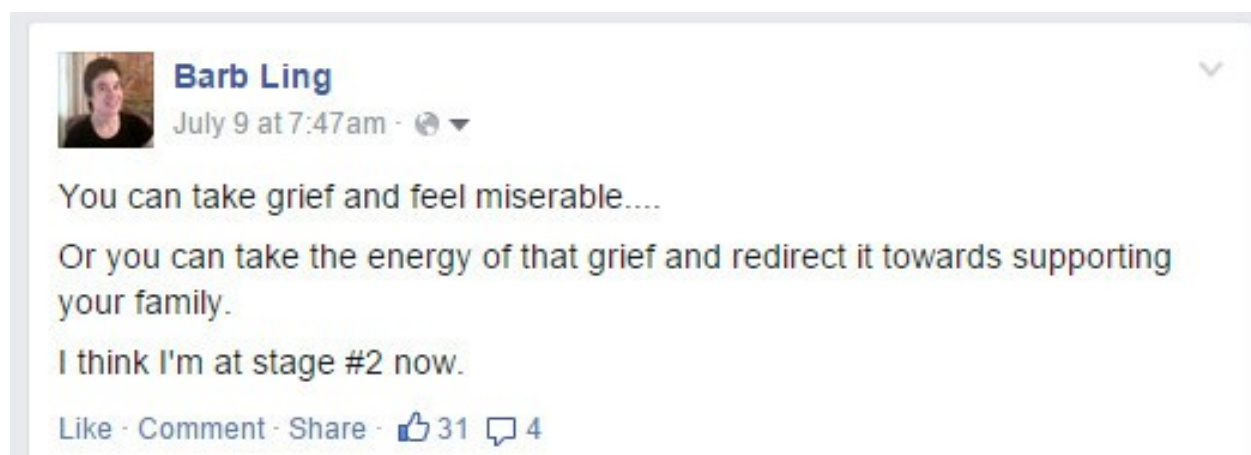 Barb Ling
July 9 at 7:47am ·
You can take grief and feel miserable....
Or you can take the energy of that grief and redirect it towards supporting
your family.
I think I'm at stage #2 now.
Like · Comment · Share · 31 4